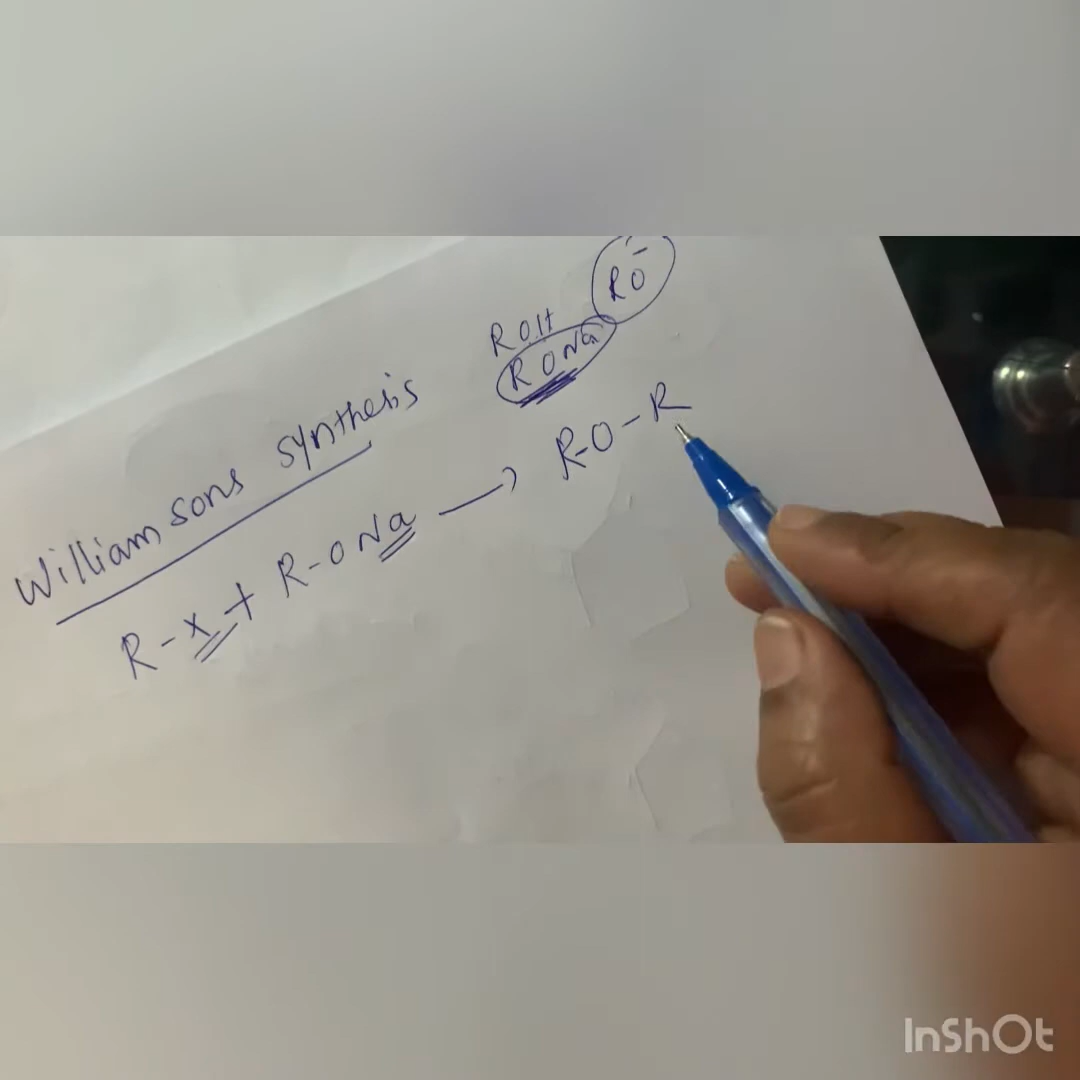 RO⁻
ROH
RONa
Williamsons synthesis
R-X + R-ONa → R-O-R
InShOt